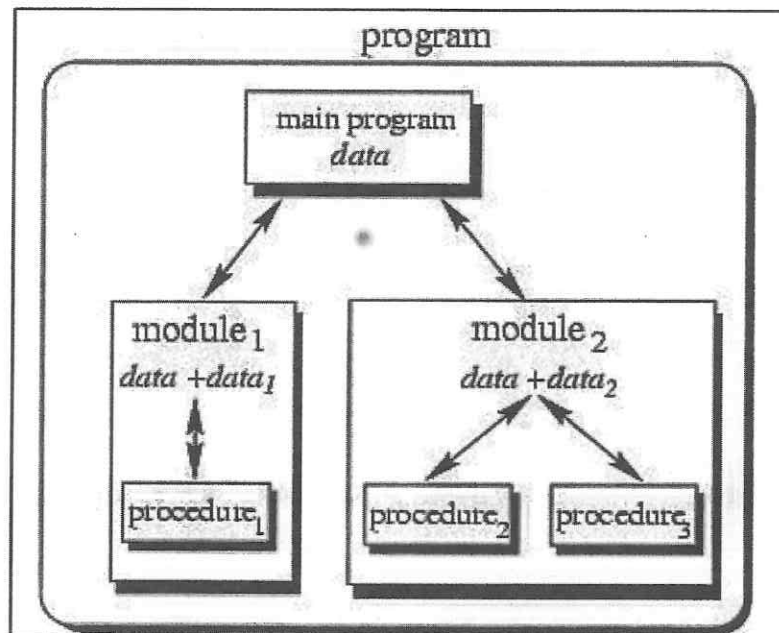 program
main program
data
module₁
data +data₁
procedure₁
module₂
data +data₂
procedure₂
procedure₃